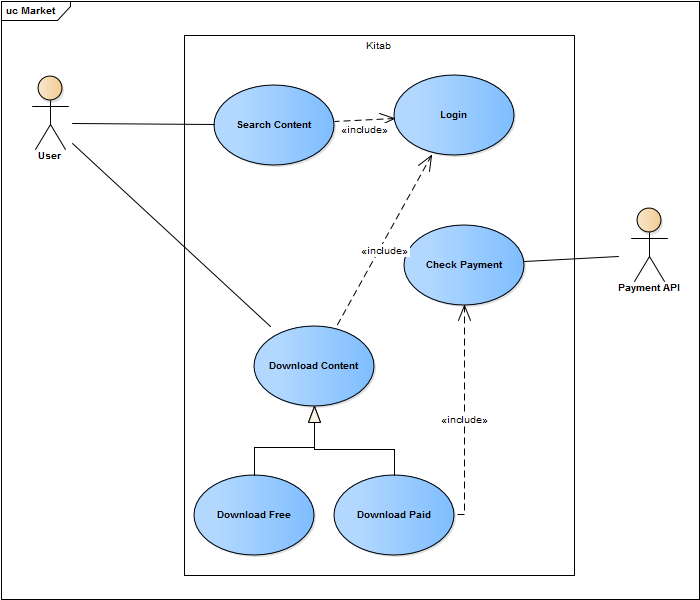 uc Market
Kitab
Search Content
«include»
Login
User
«include»
Check Payment
Payment API
Download Content
«include»
Download Free
Download Paid